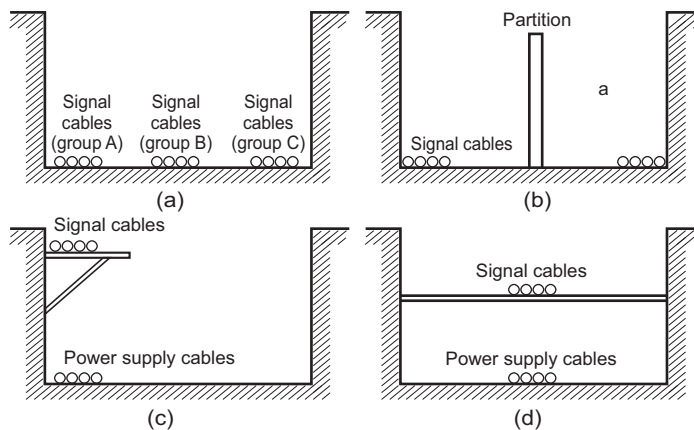 Signal
cables
(group A)
Signal
cables
(group B)
Signal
cables
(group C)
(a)
Partition
a
Signal cables
(b)
Signal cables
Power supply cables
(c)
Signal cables
Power supply cables
(d)